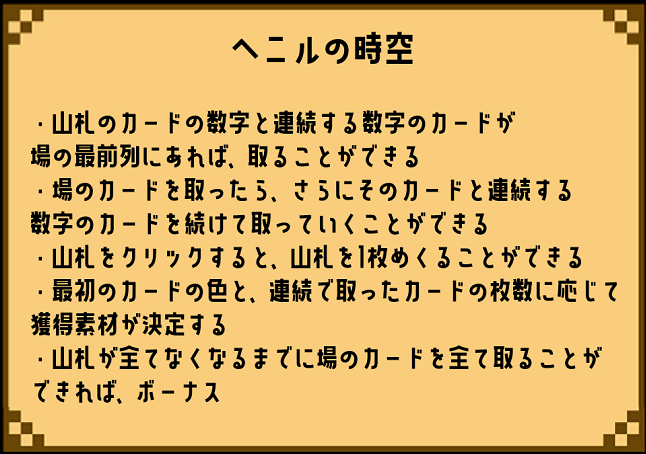 ヘニルの時空
・山札のカードの数字と連続する数字のカードが
場の最前列にあれば、取ることができる
・場のカードを取ったら、さらにそのカードと連続する
数字のカードを続けて取っていくことができる
・山札をクリックすると、山札を1枚めくることができる
・最初のカードの色と、連続で取ったカードの枚数に応じて
獲得素材が決定する
・山札が全てなくなるまでに場のカードを全て取ることが
できれば、ボーナス